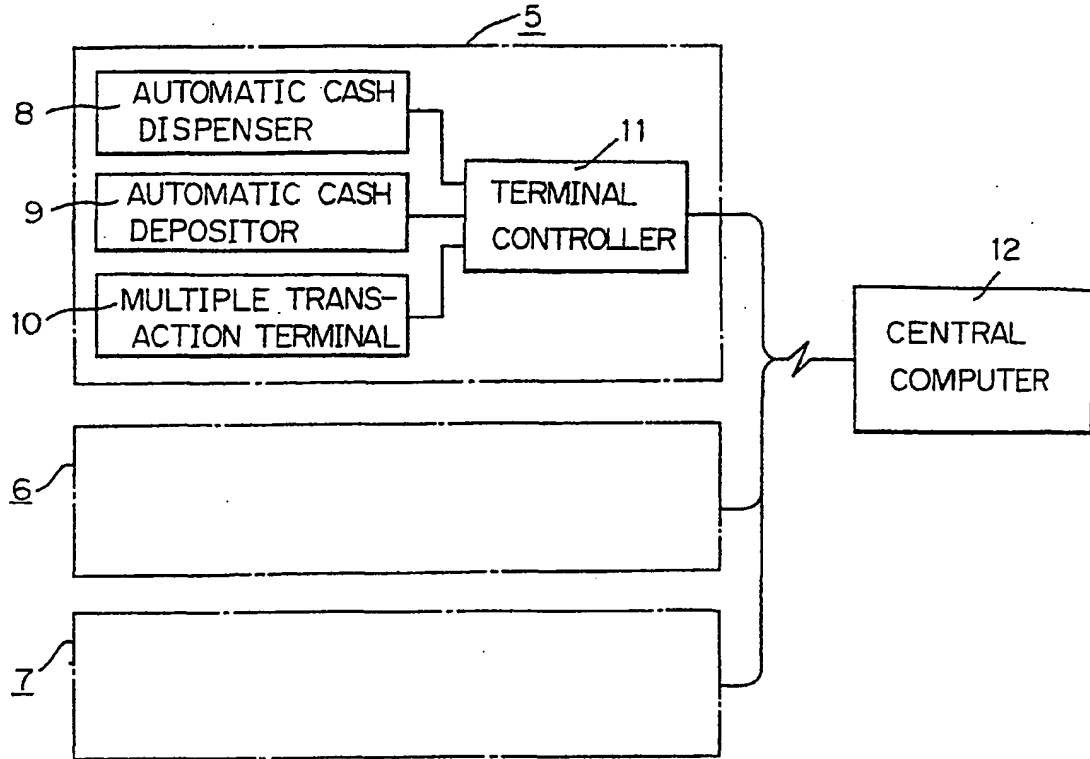 5
8
AUTOMATIC CASH
DISPENSER
11
9
AUTOMATIC CASH
DEPOSITOR
TERMINAL
CONTROLLER
12
10
MULTIPLE TRANS-
ACTION TERMINAL
CENTRAL
COMPUTER
6
7